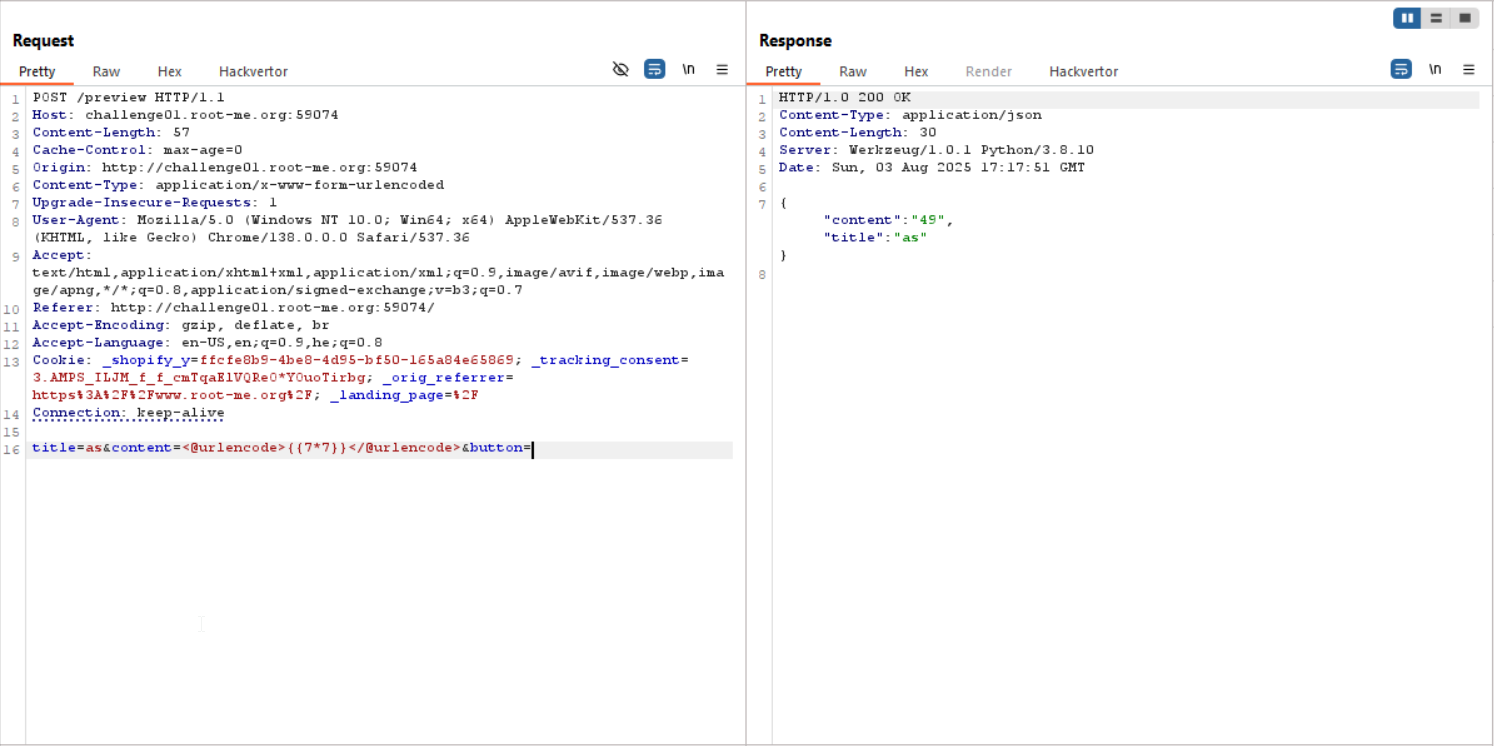 Request
Pretty Raw Hex Hackvertor \n
1 POST /preview HTTP/1.1
2 Host: challenge01.root-me.org:59074
3 Content-Length: 57
4 Cache-Control: max-age=0
5 Origin: http://challenge01.root-me.org:59074
6 Content-Type: application/x-www-form-urlencoded
7 Upgrade-Insecure-Requests: 1
8 User-Agent: Mozilla/5.0 (Windows NT 10.0; Win64; x64) AppleWebKit/537.36
(KHTML, like Gecko) Chrome/138.0.0.0 Safari/537.36
9 Accept:
text/html,application/xhtml+xml,application/xml;q=0.9,image/avif,image/webp,ima
ge/apng,*/*;q=0.8,application/signed-exchange;v=b3;q=0.7
10 Referer: http://challenge01.root-me.org:59074/
11 Accept-Encoding: gzip, deflate, br
12 Accept-Language: en-US,en;q=0.9,he;q=0.8
13 Cookie: _shopify_y=ffcfe8b9-4be8-4d95-bf50-165a84e65869; _tracking_consent=
3.AMPS_ILJM_f_f_cmTqaElVQReO*YOuoTirbg; _orig_referrer=
https%3A%2F%2Fwww.root-me.org%2F; _landing_page=%2F
14 Connection: keep-alive
15
16 title=as&content=<@urlencode>{{7*7}}</@urlencode>&button=
Response
Pretty Raw Hex Render Hackvertor \n
1 HTTP/1.0 200 OK
2 Content-Type: application/json
3 Content-Length: 30
4 Server: Werkzeug/1.0.1 Python/3.8.10
5 Date: Sun, 03 Aug 2025 17:17:51 GMT
6
7 {
"content":"49",
"title":"as"
}
8